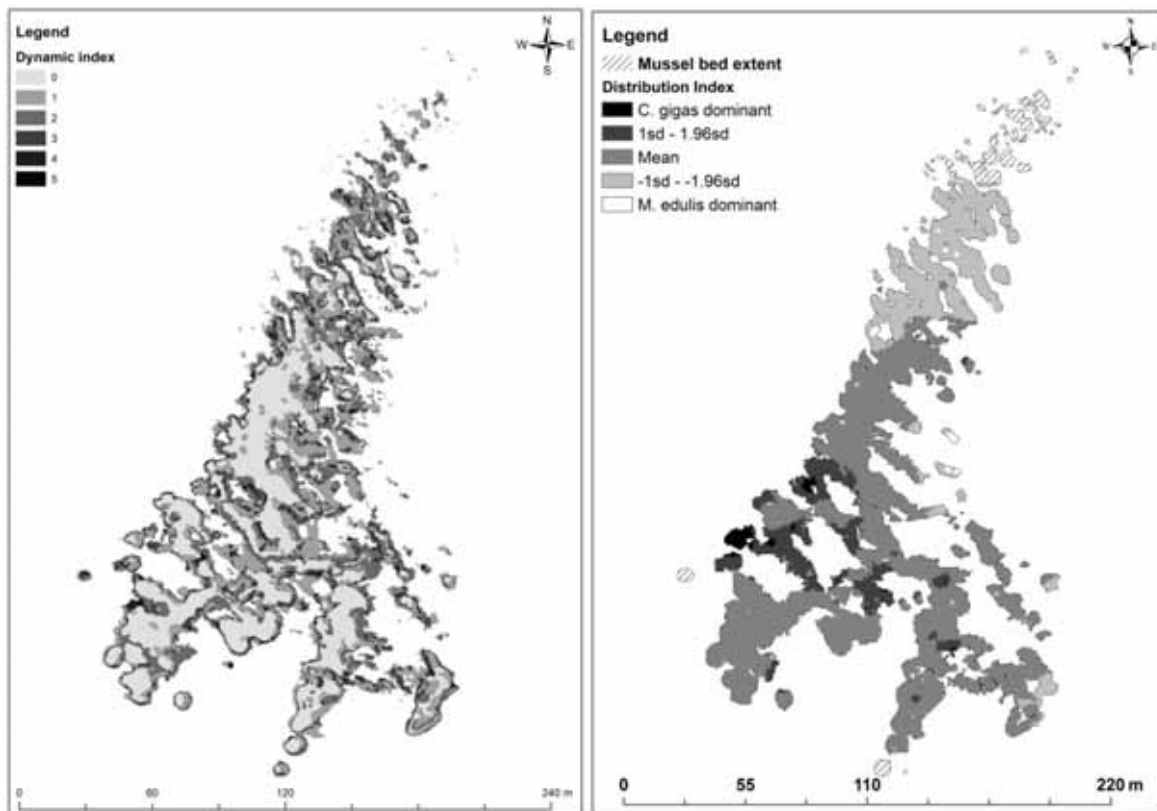 Legend
Dynamic index
0
1
2
3
4
5
N
W E
S
0 60 120 240 m
Legend
Mussel bed extent
Distribution Index
C. gigas dominant
1sd - 1.96sd
Mean
-1sd - -1.96sd
M. edulis dominant
N
W E
S
0 55 110 220 m